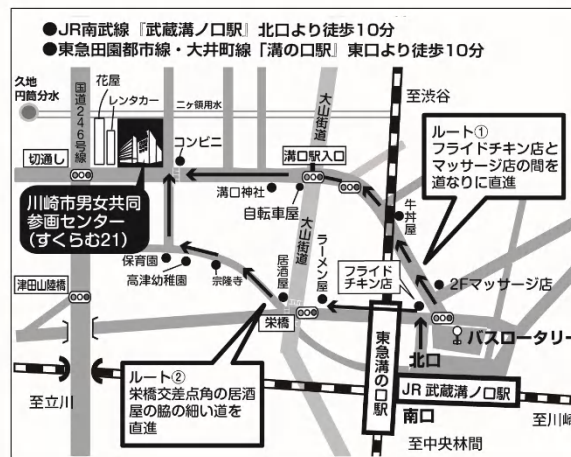 ●JR南武線『武蔵溝ノ口駅』北口より徒歩10分
●東急田園都市線・大井町線「溝の口駅」東口より徒歩10分
久地
円筒分水
国道246号線
花屋
レンタカー
二ヶ領用水
大山街道
至渋谷
コンビニ
切通し
溝口駅入口
ルート①
フライドチキン店と
マッサージ店の間を
道なりに直進
川崎市男女共同
参画センター
(すくらむ21)
溝口神社
自転車屋
牛丼屋
大山街道
保育園
高津幼稚園
宗隆寺
居酒屋
ラーメン屋
フライド
チキン店
2Fマッサージ店
津田山陸橋
栄橋
バスロータリー
北口
東急溝の口駅
ルート②
栄橋交差点角の居酒
屋の脇の細い道を
直進
JR 武蔵溝ノ口駅
南口
至立川
至川崎
至中央林間